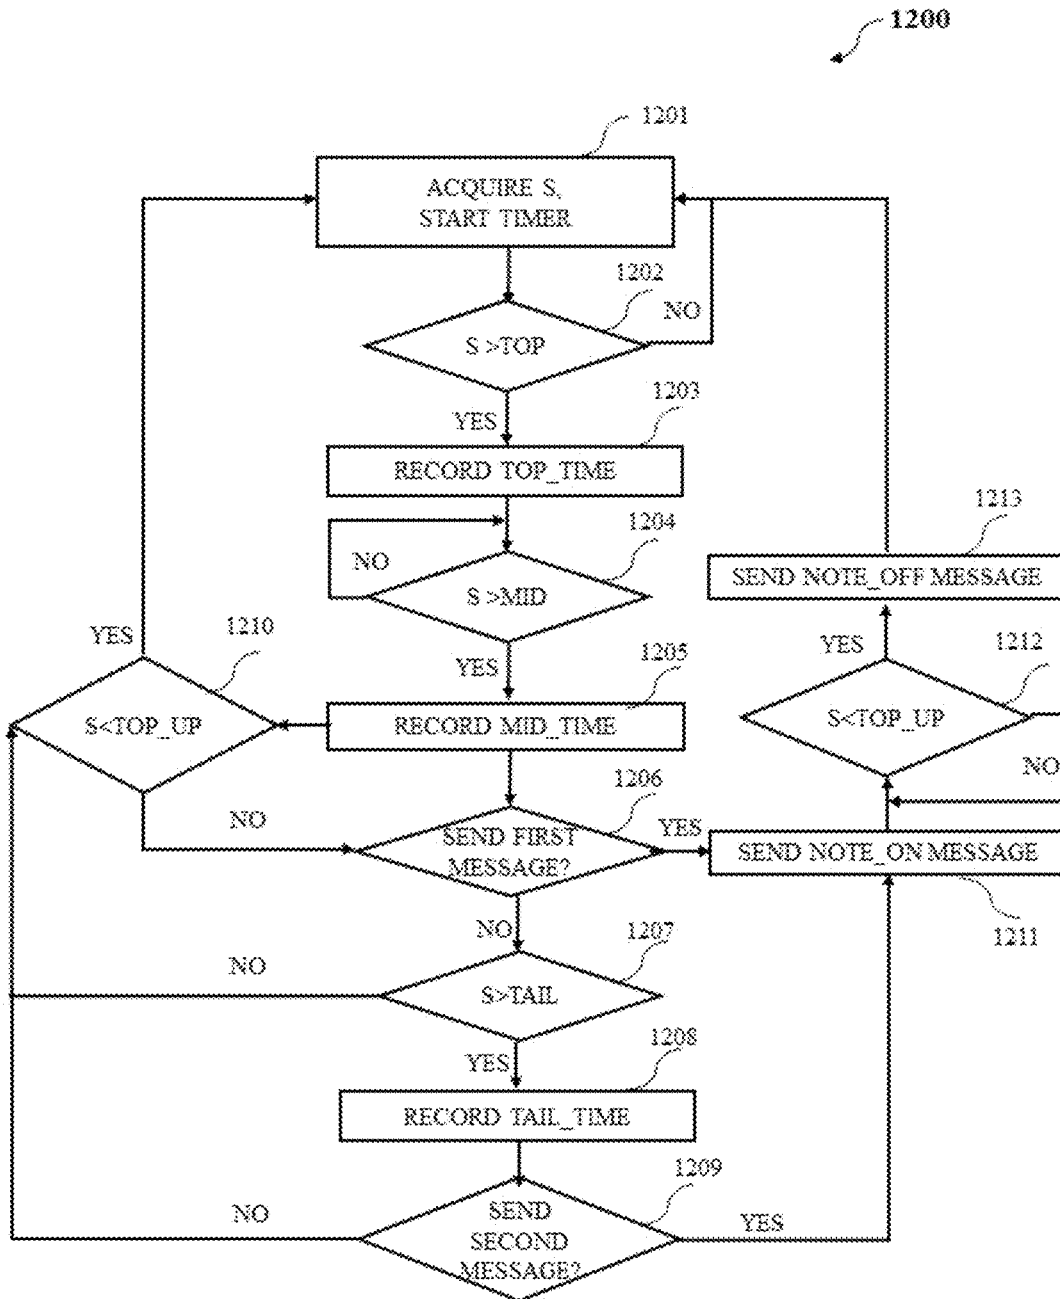 1200
1201
ACQUIRE S,
START TIMER
1202
NO
S >TOP
1203
YES
RECORD TOP_TIME
1204
NO
S >MID
1213
SEND NOTE_OFF MESSAGE
YES
1210
YES
1205
YES
1212
S<TOP_UP
RECORD MID_TIME
S<TOP_UP
NO
1206
NO
SEND FIRST
MESSAGE?
YES
SEND NOTE_ON MESSAGE
1211
NO
1207
NO
S>TAIL
YES
1208
RECORD TAIL_TIME
1209
NO
SEND
SECOND
MESSAGE?
YES